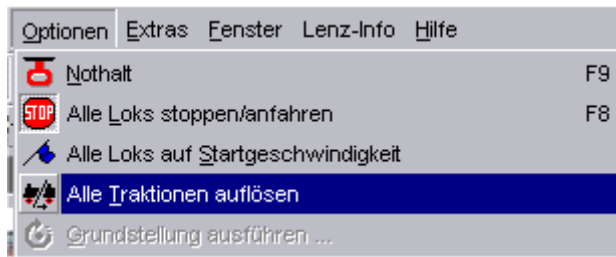 Optionen Extras Fenster Lenz-Info Hilfe
Nothalt F9
STOP Alle Loks stoppen/anfahren F8
Alle Loks auf Startgeschwindigkeit
Alle Traktionen auflösen
Grundstellung ausführen ...